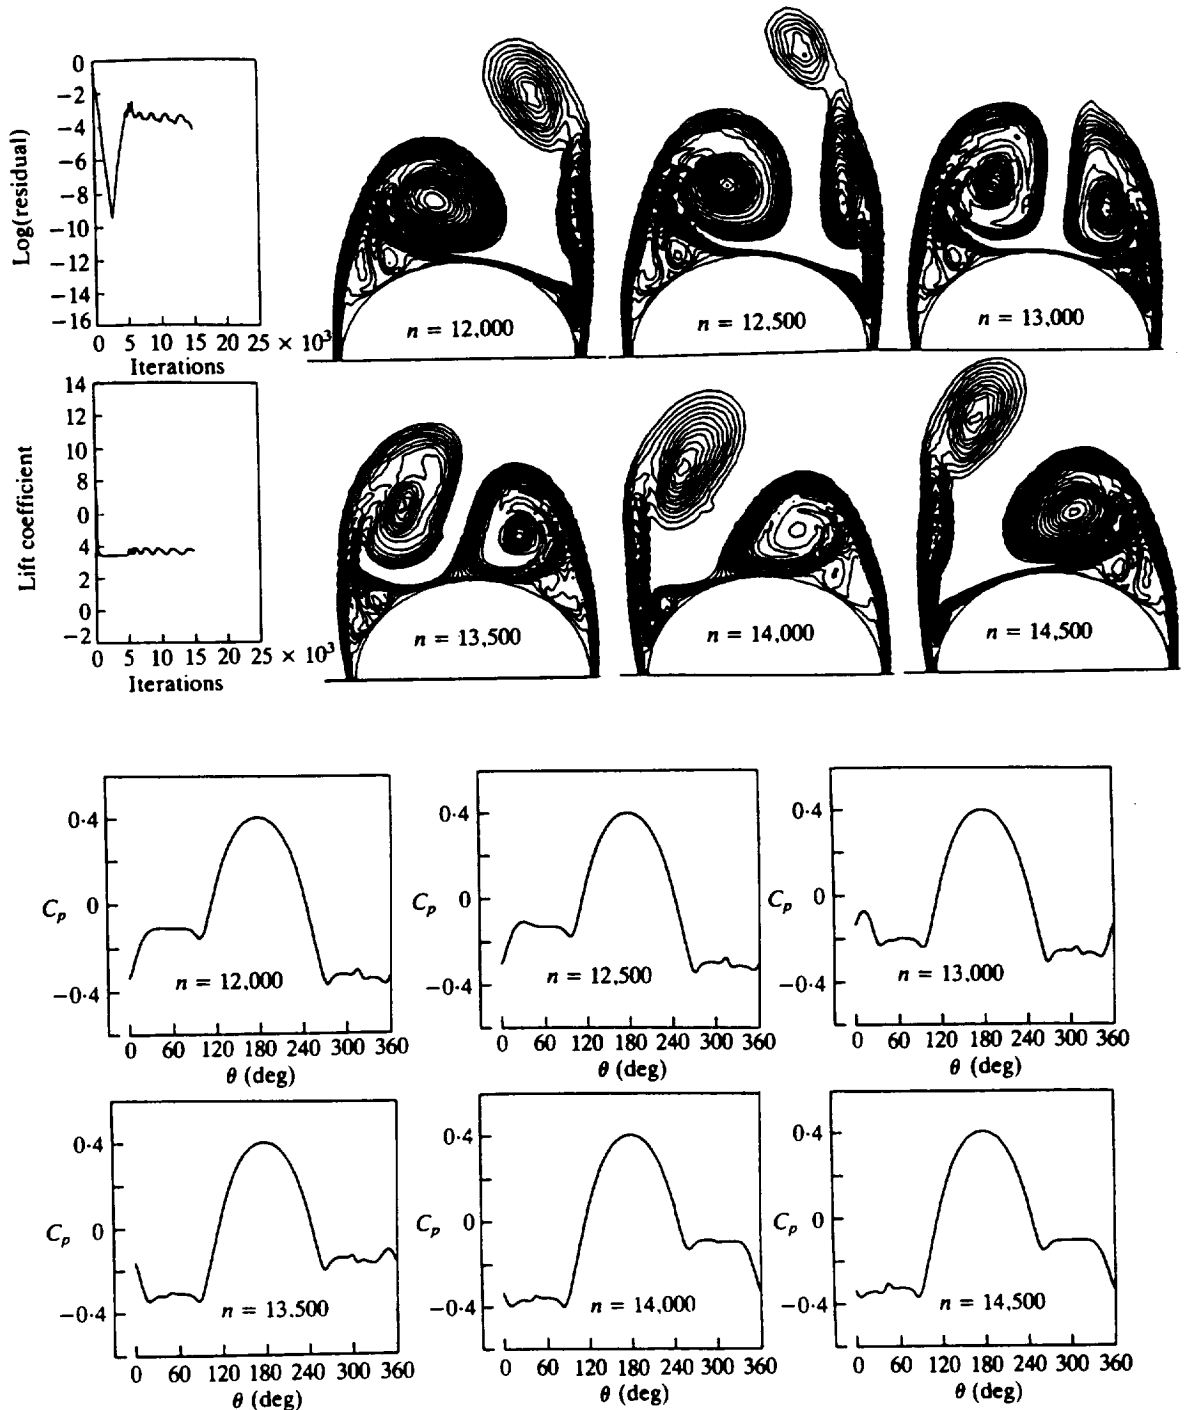 0
−2
−4
−6
−8
−10
−12
−14
−16
Log(residual)
0 5 10 15 20 25 × 10³
Iterations
n = 12,000
n = 12,500
n = 13,000
14
12
10
8
6
0
4
2
0
−2
Lift coefficient
0 5 10 15 20 25 × 10³
Iterations
n = 13,500
n = 14,000
n = 14,500
0·4
0
−0·4
Cp
n = 12,000
0 60 120 180 240 300 360
θ (deg)
0·4
0
−0·4
Cp
n = 12,500
0 60 120 180 240 300 360
θ (deg)
0·4
0
−0·4
Cp
n = 13,000
0 60 120 180 240 300 360
θ (deg)
0·4
0
−0·4
Cp
n = 13.500
0 60 120 180 240 300 360
θ (deg)
0·4
0
−0·4
Cp
n = 14,000
0 60 120 180 240 300 360
θ (deg)
0·4
0
−0·4
Cp
n = 14,500
0 60 120 180 240 300 360
θ (deg)